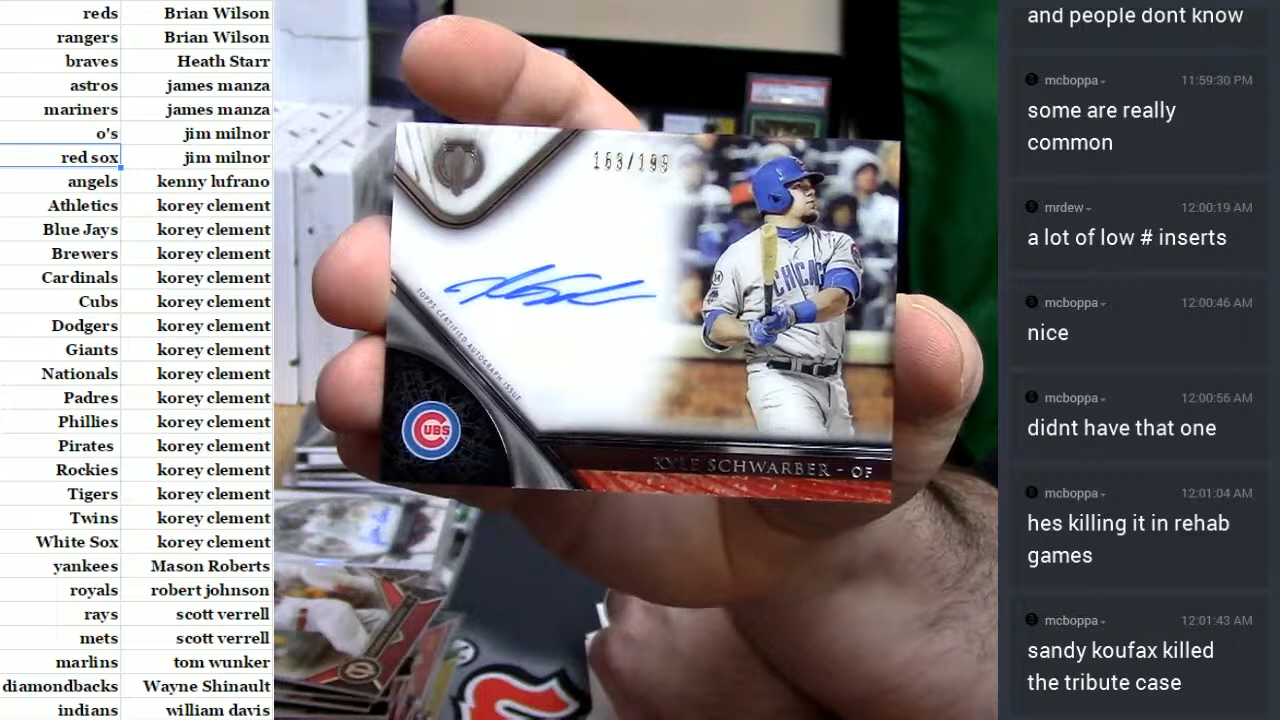 reds Brian Wilson
rangers Brian Wilson
braves Heath Starr
astros james manza
mariners james manza
o's jim milnor
red sox jim milnor
angels kenny lufrano
Athletics korey clement
Blue Jays korey clement
Brewers korey clement
Cardinals korey clement
Cubs korey clement
Dodgers korey clement
Giants korey clement
Nationals korey clement
Padres korey clement
Phillies korey clement
Pirates korey clement
Rockies korey clement
Tigers korey clement
Twins korey clement
White Sox korey clement
yankees Mason Roberts
royals robert johnson
rays scott verrell
mets scott verrell
marlins tom wunker
diamondbacks Wayne Shinault
indians william davis
163/199
CHICAG
TOPPS CERTIFIED AUTOGRAPH ISSUE
CUBS
KYLE SCHWARBER - OF
and people dont know
mcboppa 11:59:30 PM
some are really
common
mrdew 12:00:19 AM
a lot of low # inserts
mcboppa 12:00:46 AM
nice
mcboppa 12:00:56 AM
didnt have that one
mcboppa 12:01:04 AM
hes killing it in rehab
games
mcboppa 12:01:43 AM
sandy koufax killed
the tribute case